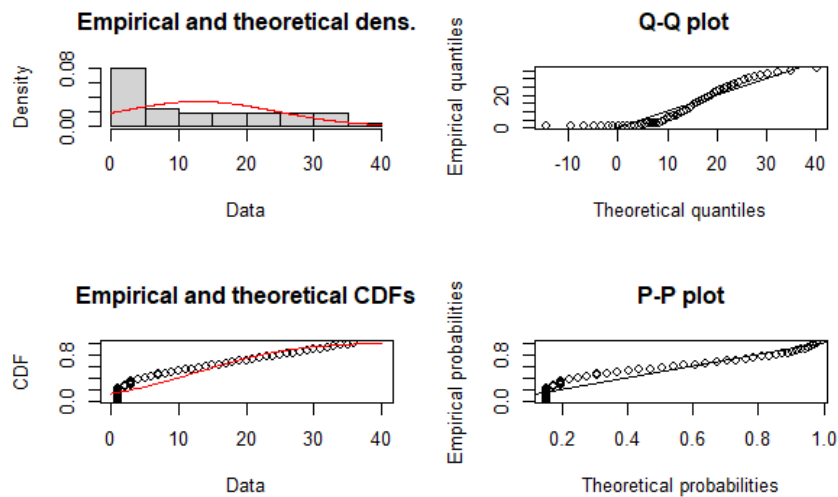 Empirical and theoretical dens.
Density
0.00 0.08
0 10 20 30 40
Data
Q-Q plot
Empirical quantiles
0 20
-10 0 10 20 30 40
Theoretical quantiles
Empirical and theoretical CDFs
CDF
0.0 0.8
0 10 20 30 40
Data
P-P plot
Empirical probabilities
0.0 0.8
0.2 0.4 0.6 0.8 1.0
Theoretical probabilities